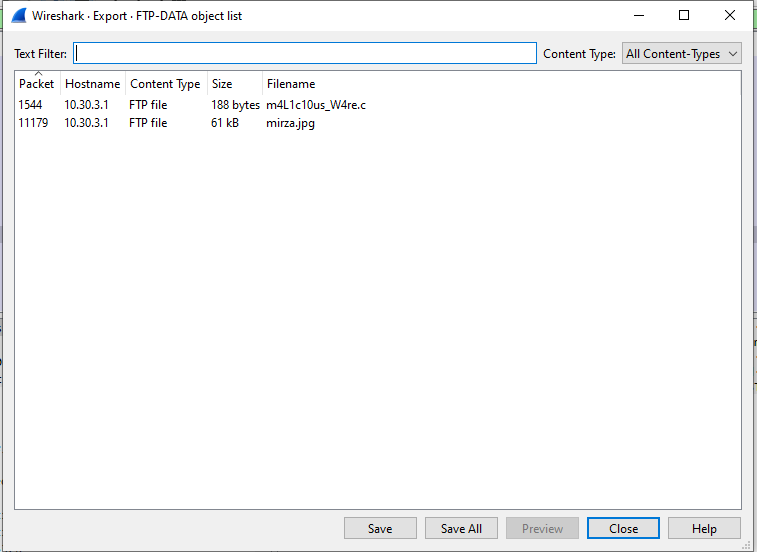 Wireshark · Export · FTP-DATA object list
Text Filter: Content Type: All Content-Types
Packet Hostname Content Type Size Filename
1544 10.30.3.1 FTP file 188 bytes m4L1c10us_W4re.c
11179 10.30.3.1 FTP file 61 kB mirza.jpg
Save Save All Preview Close Help